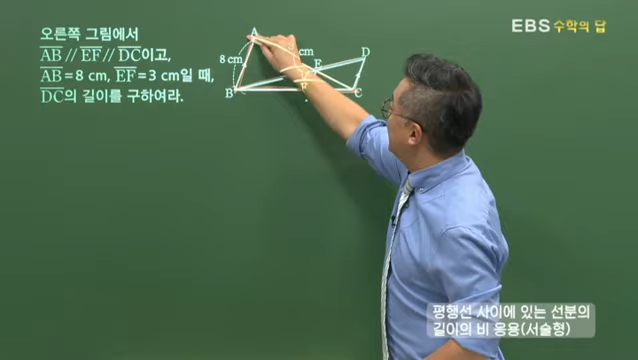 EBS 수학의 답
오른쪽 그림에서
AB // EF // DC이고,
AB = 8 cm, EF = 3 cm일 때,
DC의 길이를 구하여라.
A
8 cm
cm
D
E
B
F
C
평행선 사이에 있는 선분의
길이의 비 응용(서술형)